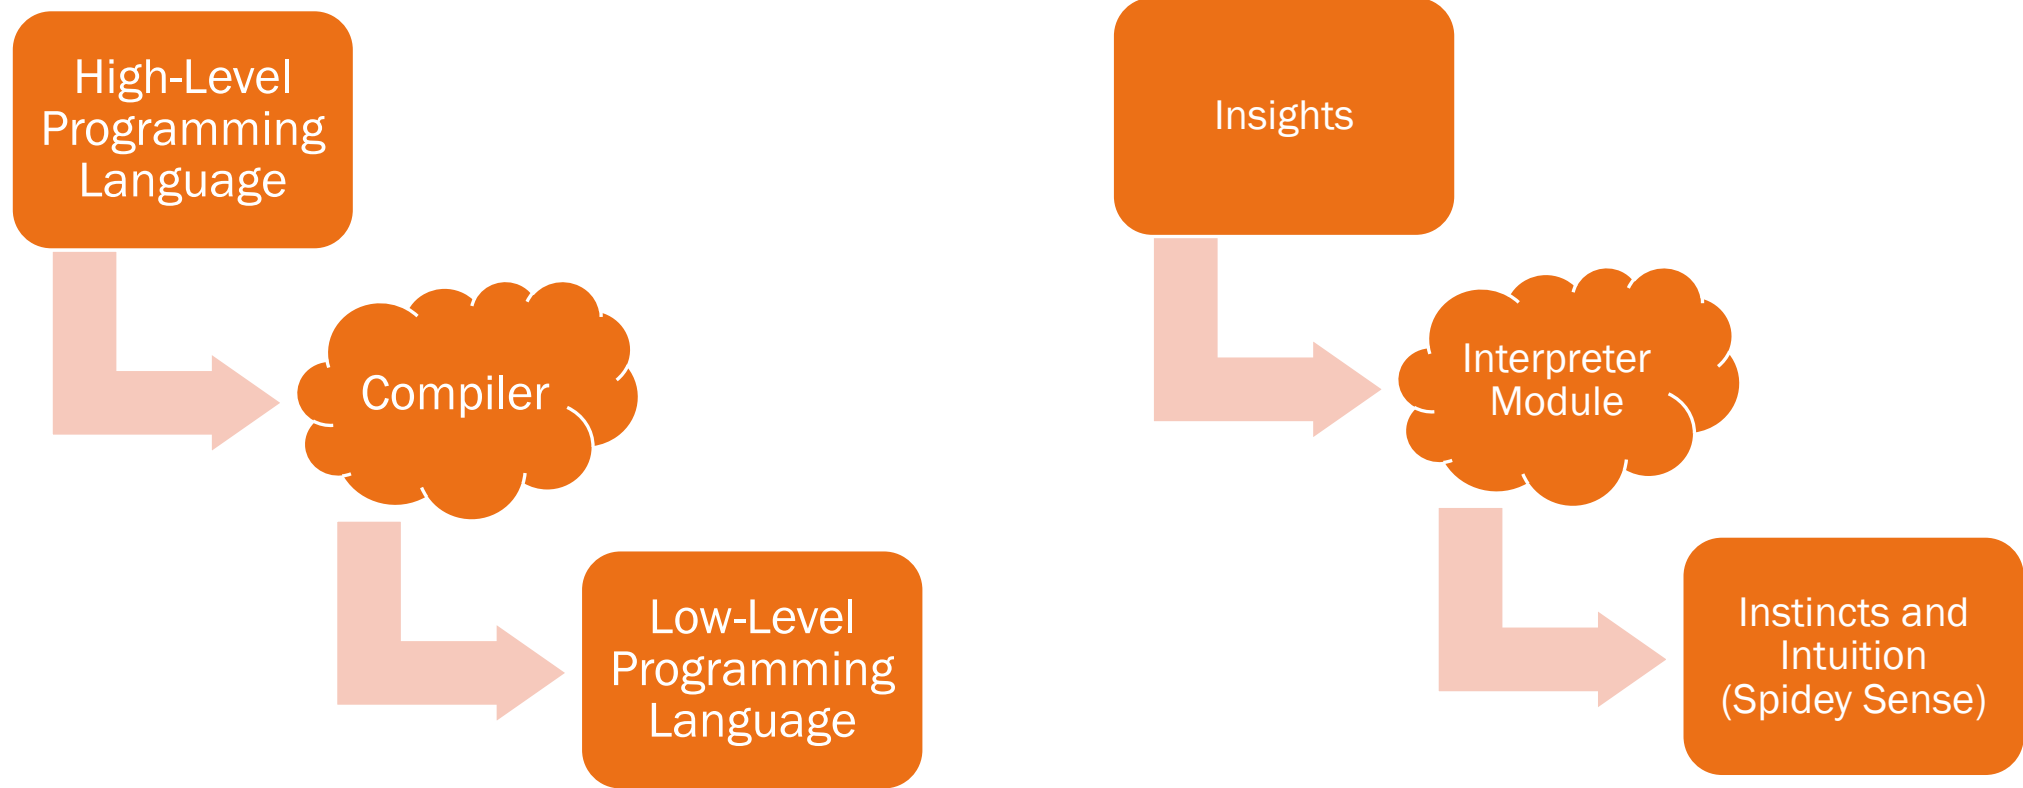 High-Level
Programming
Language
Compiler
Low-Level
Programming
Language
Insights
Interpreter
Module
Instincts and
Intuition
(Spidey Sense)